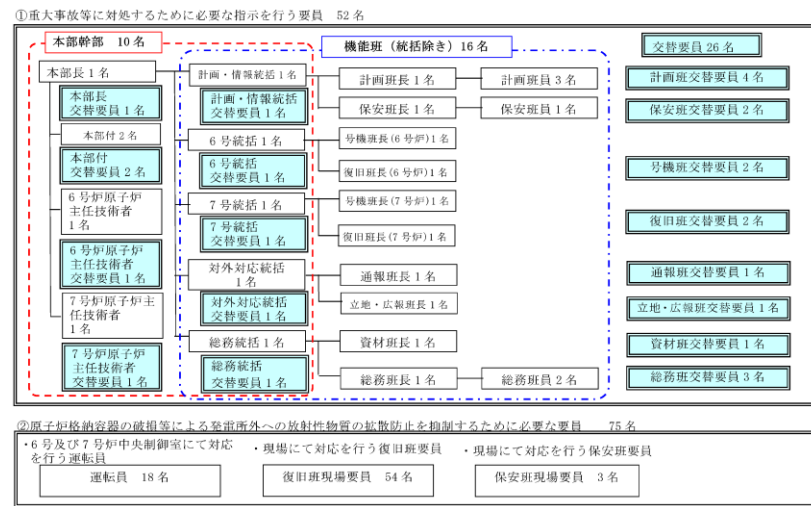 ①重大事故等に対処するために必要な指示を行う要員 52名
本部幹部 10名
機能班（統括除き）16名
交替要員 26名
本部長1名
計画・情報統括1名
計画班長1名
計画班員3名
計画班交替要員4名
本部長
交替要員1名
計画・情報統括
交替要員1名
保安班長1名
保安班員1名
保安班交替要員2名
本部付2名
6号統括1名
号機班長(6号炉)1名
本部付
交替要員2名
6号統括
交替要員1名
復旧班長(6号炉)1名
号機班交替要員2名
6号炉原子炉
主任技術者
1名
7号統括1名
号機班長(7号炉)1名
7号統括
交替要員1名
復旧班長(7号炉)1名
復旧班交替要員2名
6号炉原子炉
主任技術者
交替要員1名
対外対応統括
1名
通報班長1名
通報班交替要員1名
7号炉原子炉主
任技術者
1名
対外対応統括
交替要員1名
立地・広報班長1名
立地・広報班交替要員1名
総務統括1名
資材班長1名
資材班交替要員1名
7号炉原子炉
主任技術者
交替要員1名
総務統括
交替要員1名
総務班長1名
総務班員2名
総務班交替要員3名
②原子炉格納容器の破損等による発電所外への放射性物質の拡散防止を抑制するために必要な要員 75名
・6号及び7号炉中央制御室にて対応
を行う運転員
・現場にて対応を行う復旧班要員
・現場にて対応を行う保安班要員
運転員 18名
復旧班現場要員 54名
保安班現場要員 3名